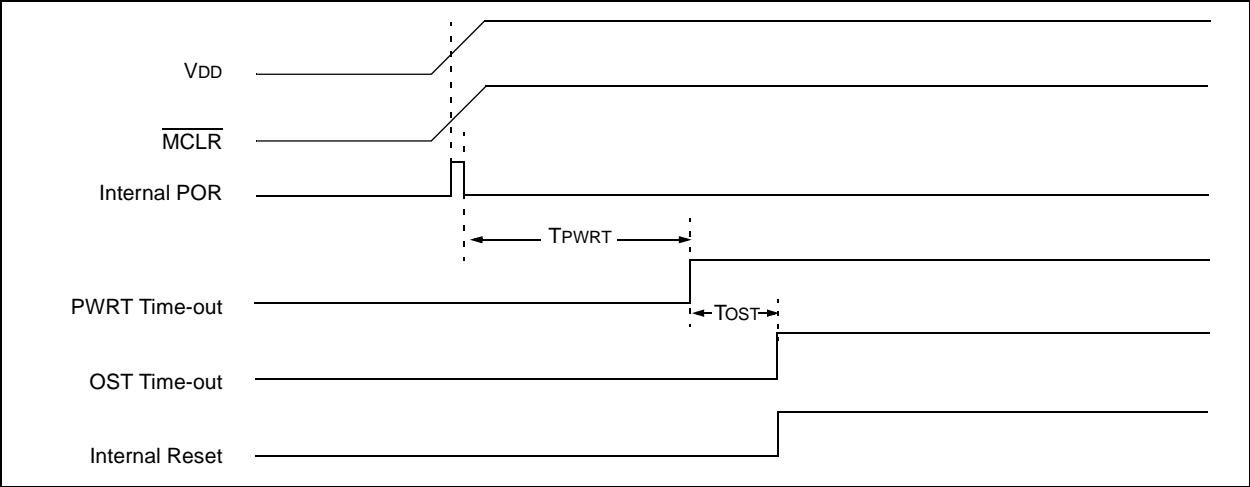 VDD
MCLR
Internal POR
TPWRT
PWRT Time-out
TOST
OST Time-out
Internal Reset